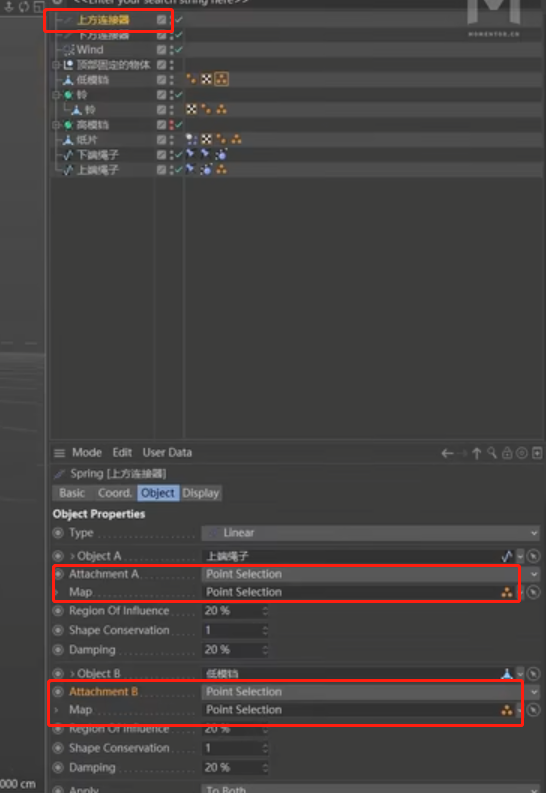 <<Enter your search string here>>
上方连接器
下方连接器
Wind
MOMENTOR.CN
顶部固定的物体
低模铛
铃
铃
高模铛
纸片
下端绳子
上端绳子
Mode Edit User Data
Spring [上方连接器]
Basic Coord. Object Display
Object Properties
Type Linear
Object A 上端绳子
Attachment A Point Selection
Map Point Selection
Region Of Influence 20 %
Shape Conservation 1
Damping 20 %
Object B 低模铛
Attachment B Point Selection
Map Point Selection
Region Of Influence 20 %
Shape Conservation 1
Damping 20 %
000 cm
Apply To Both